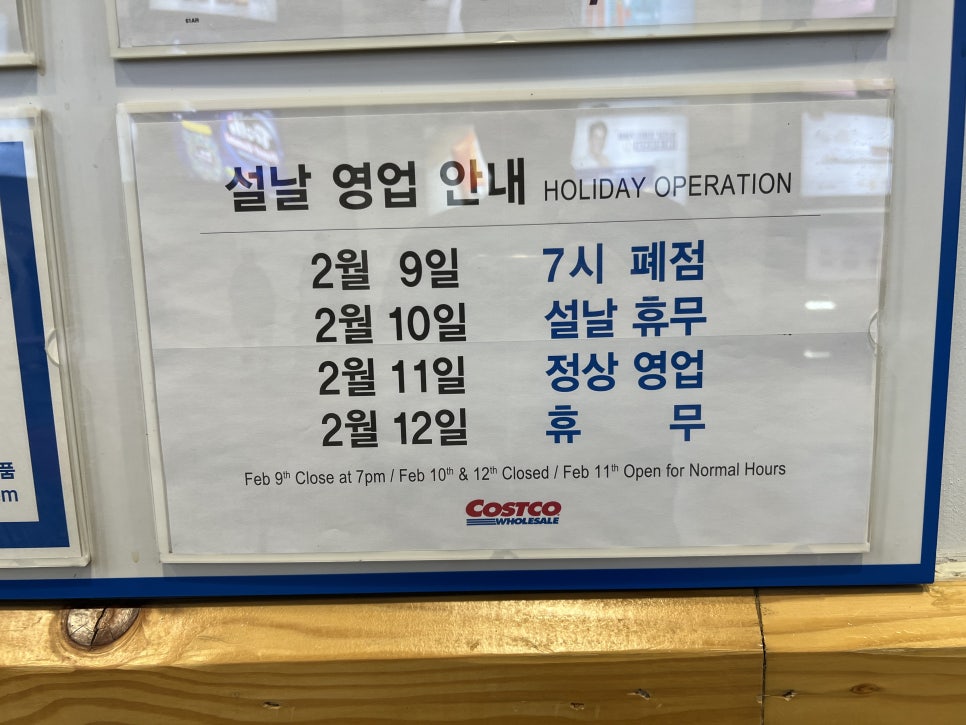 61AR
설날 영업 안내 HOLIDAY OPERATION
2월 9일 7시 폐점
2월 10일 설날 휴무
2월 11일 정상 영업
2월 12일 휴 무
Feb 9th Close at 7pm / Feb 10th & 12th Closed / Feb 11th Open for Normal Hours
COSTCO
WHOLESALE
품
om